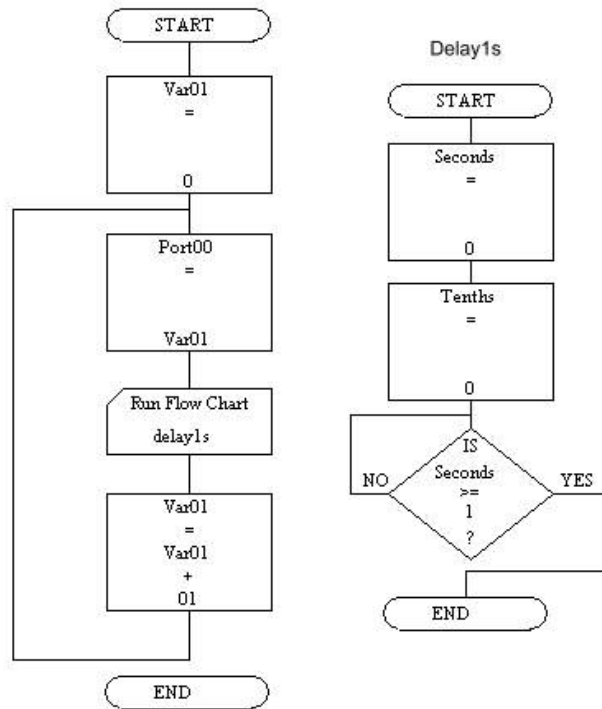 START
Var01
=
0
Port00
=
Var01
Run Flow Chart
delay1s
Var01
=
Var01
+
01
END
Delay1s
START
Seconds
=
0
Tenths
=
0
IS
Seconds
>=
1
?
NO
YES
END